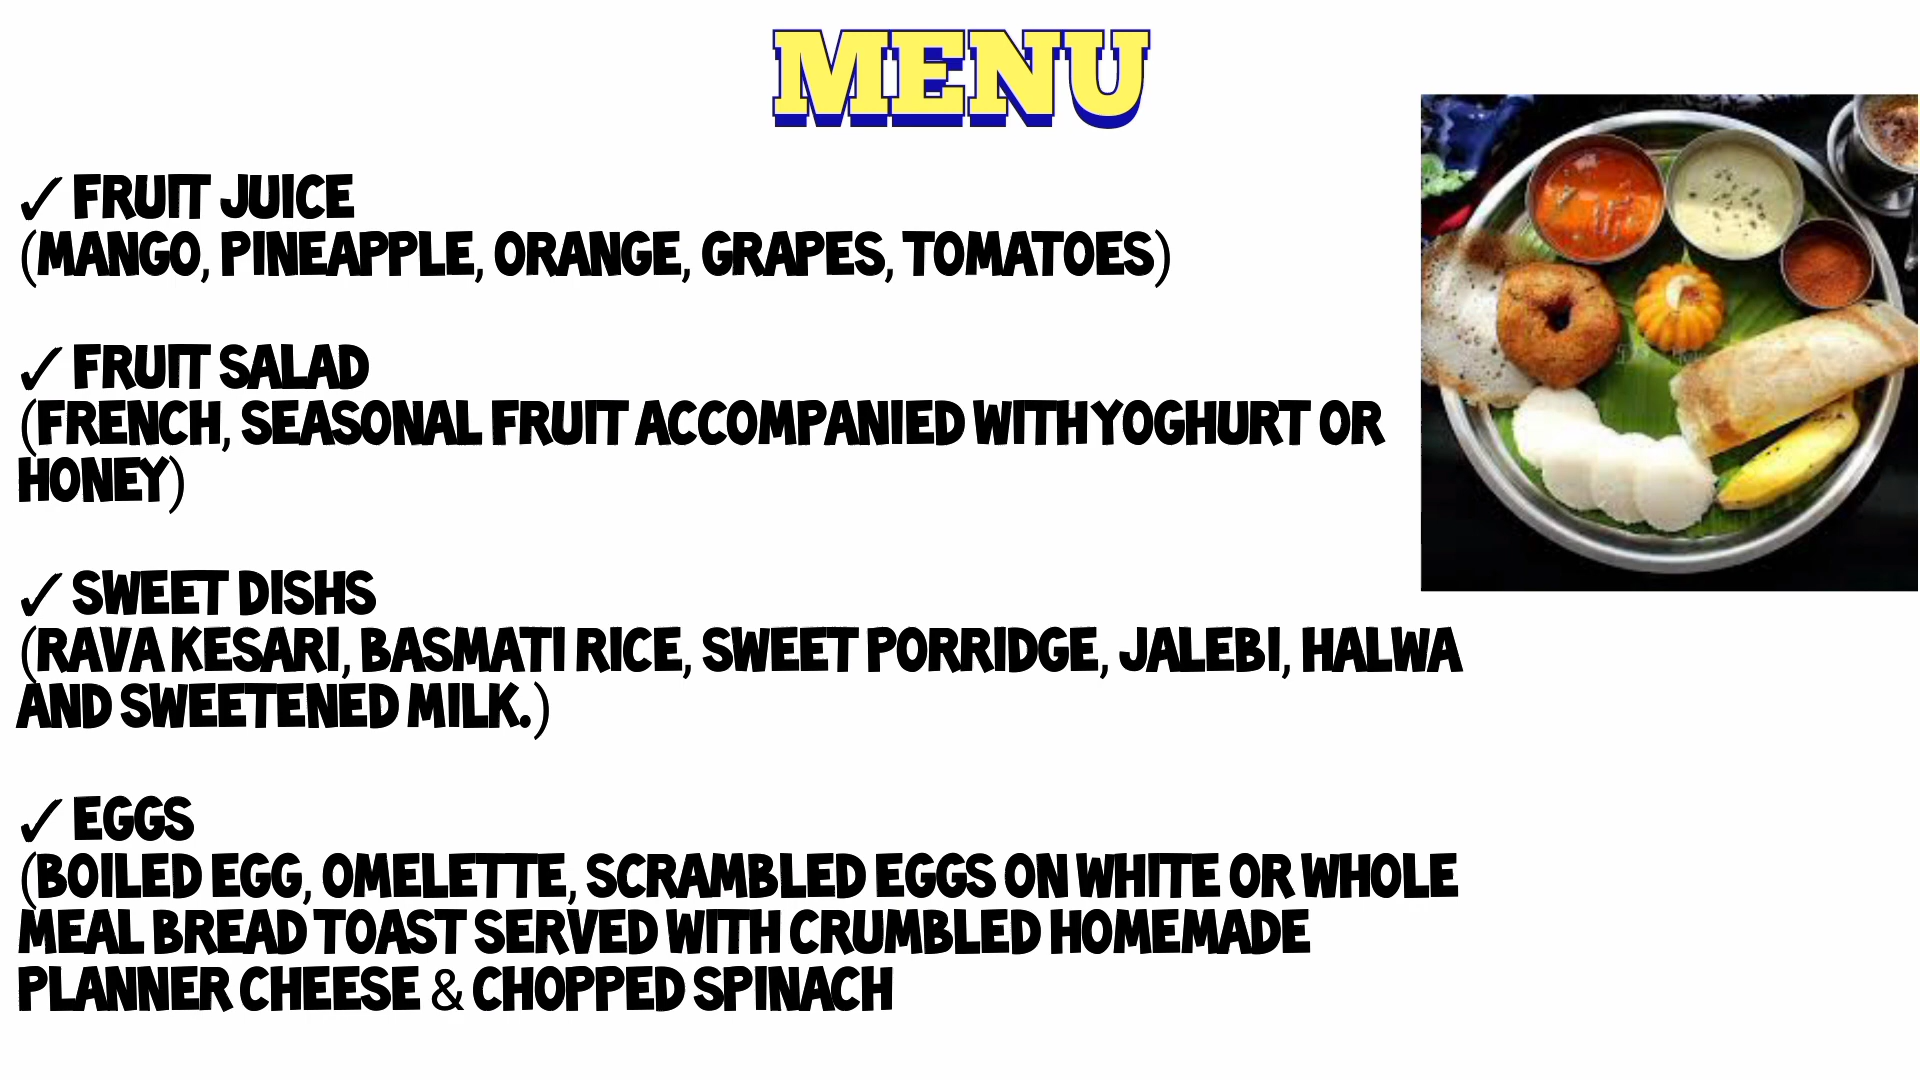 MENU
✓ FRUIT JUICE
(MANGO, PINEAPPLE, ORANGE, GRAPES, TOMATOES)
✓ FRUIT SALAD
(FRENCH, SEASONAL FRUIT ACCOMPANIED WITH YOGHURT OR
HONEY)
✓ SWEET DISHS
(RAVA KESARI, BASMATI RICE, SWEET PORRIDGE, JALEBI, HALWA
AND SWEETENED MILK.)
✓ EGGS
(BOILED EGG, OMELETTE, SCRAMBLED EGGS ON WHITE OR WHOLE
MEAL BREAD TOAST SERVED WITH CRUMBLED HOMEMADE
PLANNER CHEESE & CHOPPED SPINACH